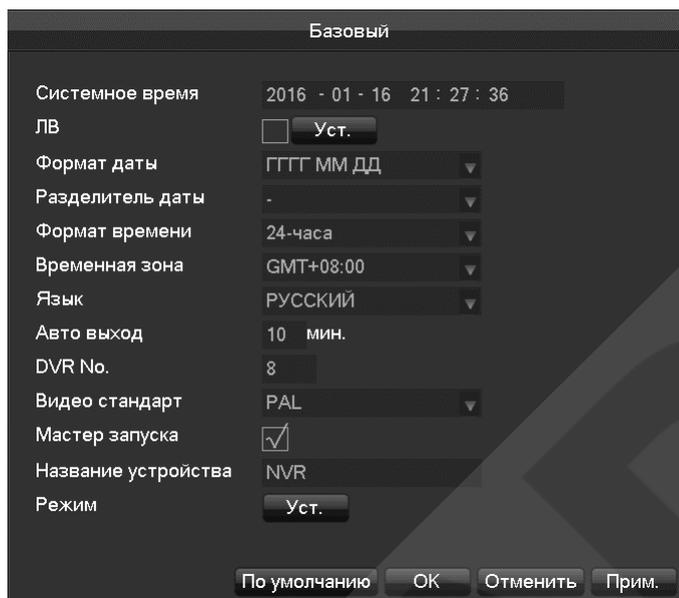 Базовый
Системное время 2016 - 01 - 16 21 : 27 : 36
ЛВ Уст.
Формат даты ГГГГ ММ ДД
Разделитель даты -
Формат времени 24-часа
Временная зона GMT+08:00
Язык РУССКИЙ
Авто выход 10 мин.
DVR No. 8
Видео стандарт PAL
Мастер запуска
Название устройства NVR
Режим Уст.
По умолчанию OK Отменить Прим.